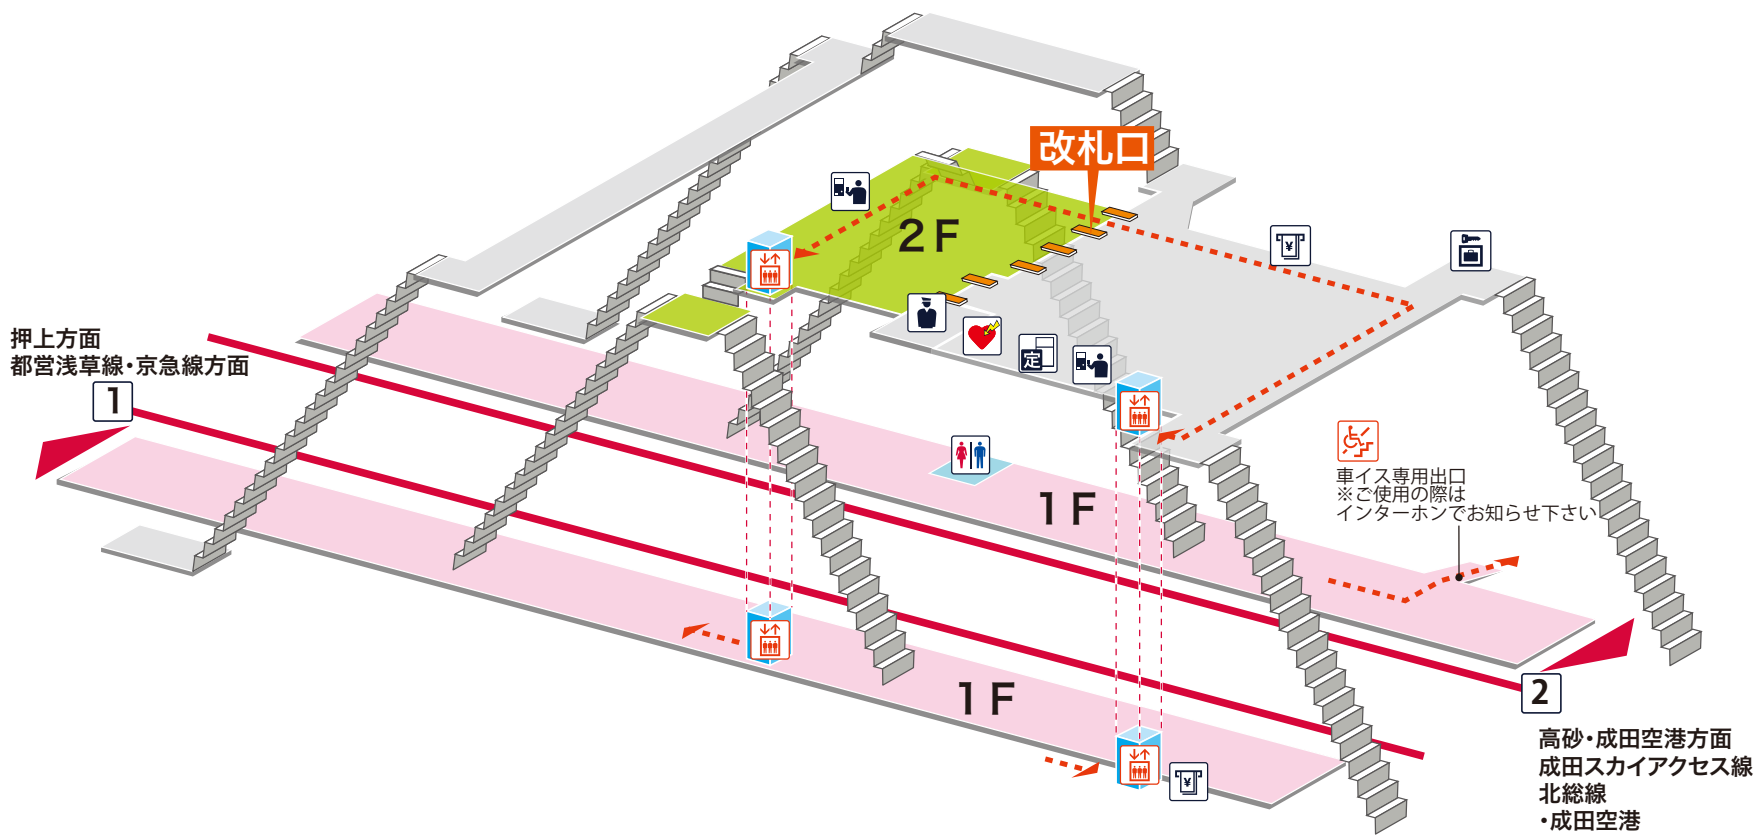 改札口
2F
¥
定
押上方面
都営浅草線・京急線方面
1
車イス専用出口
※ご使用の際は
インターホンでお知らせ下さい
1F
1F
2
¥
高砂・成田空港方面
成田スカイアクセス線
北総線
・成田空港